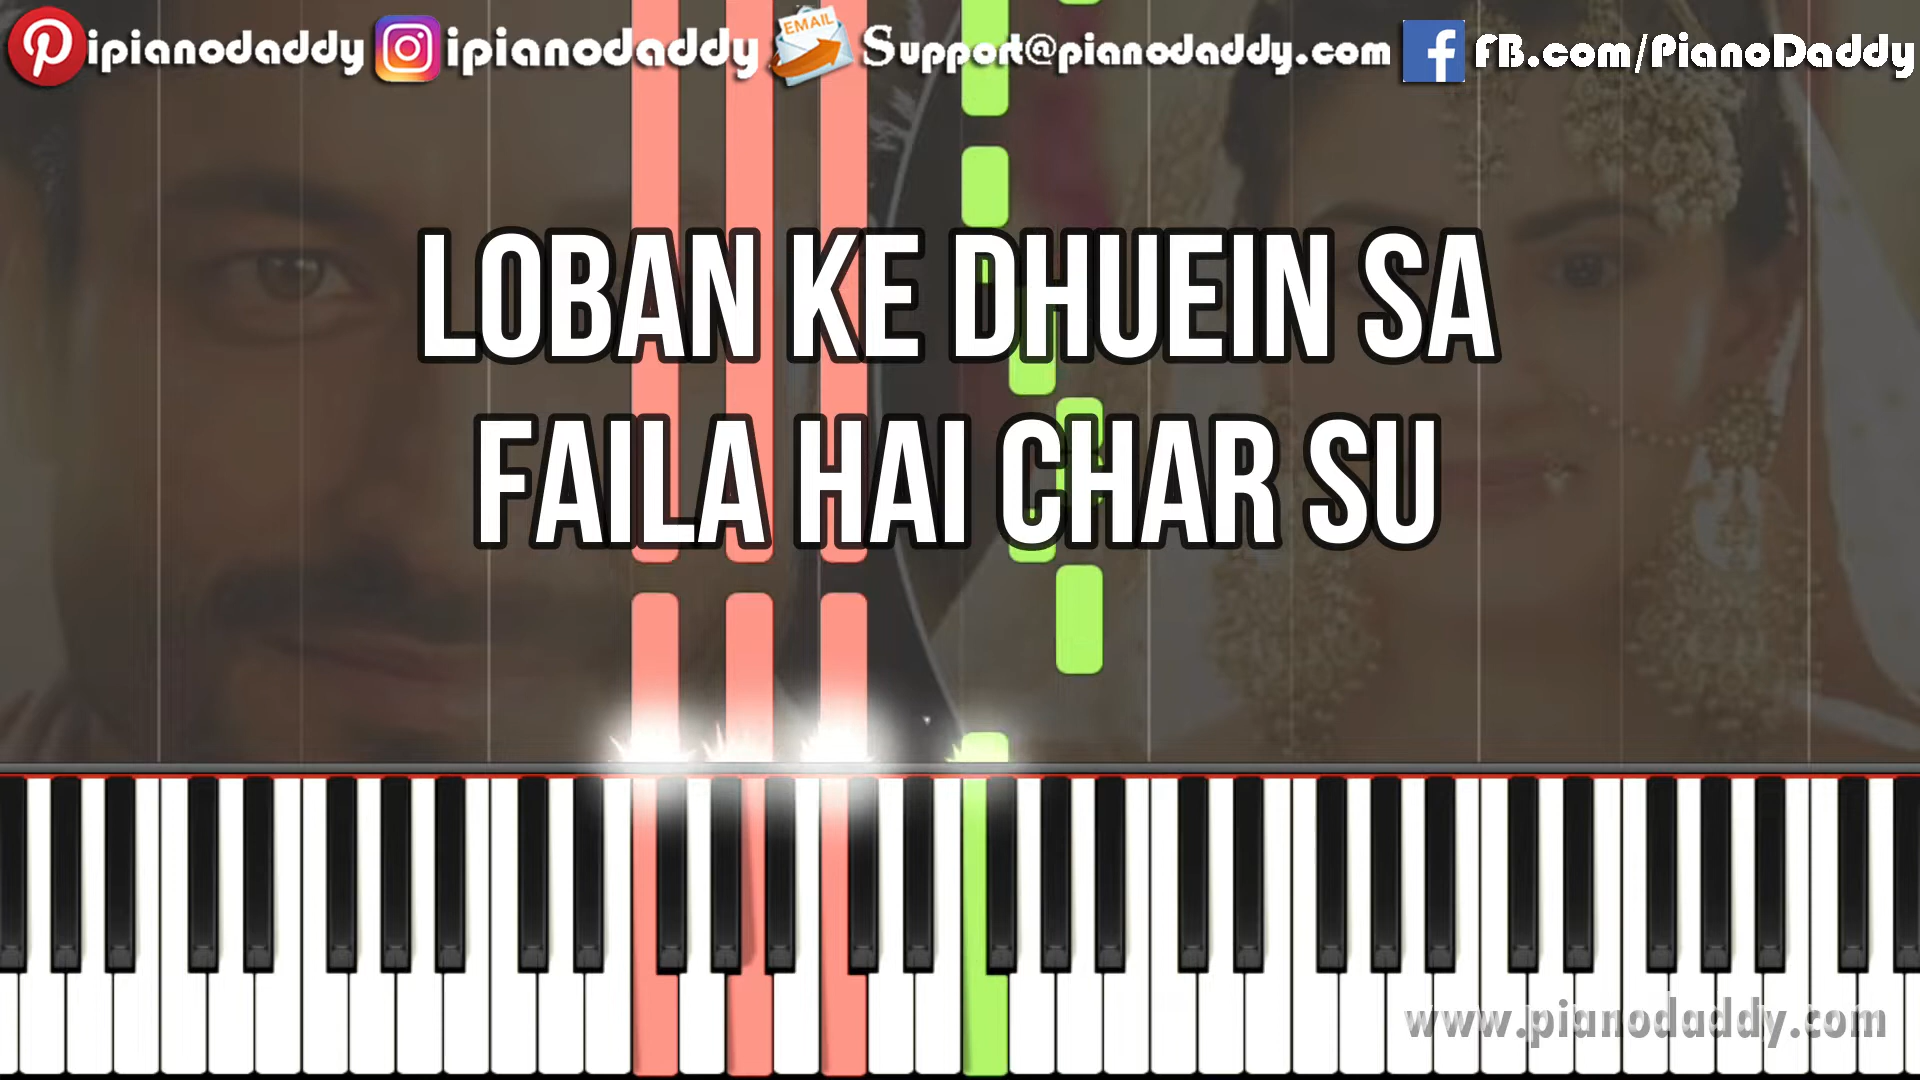 ipianodaddy ipianodaddy EMAIL Support@pianodaddy.com FB.com/PianoDaddy
LOBAN KE DHUEIN SA
FAILA HAI CHAR SU
www.pianodaddy.com